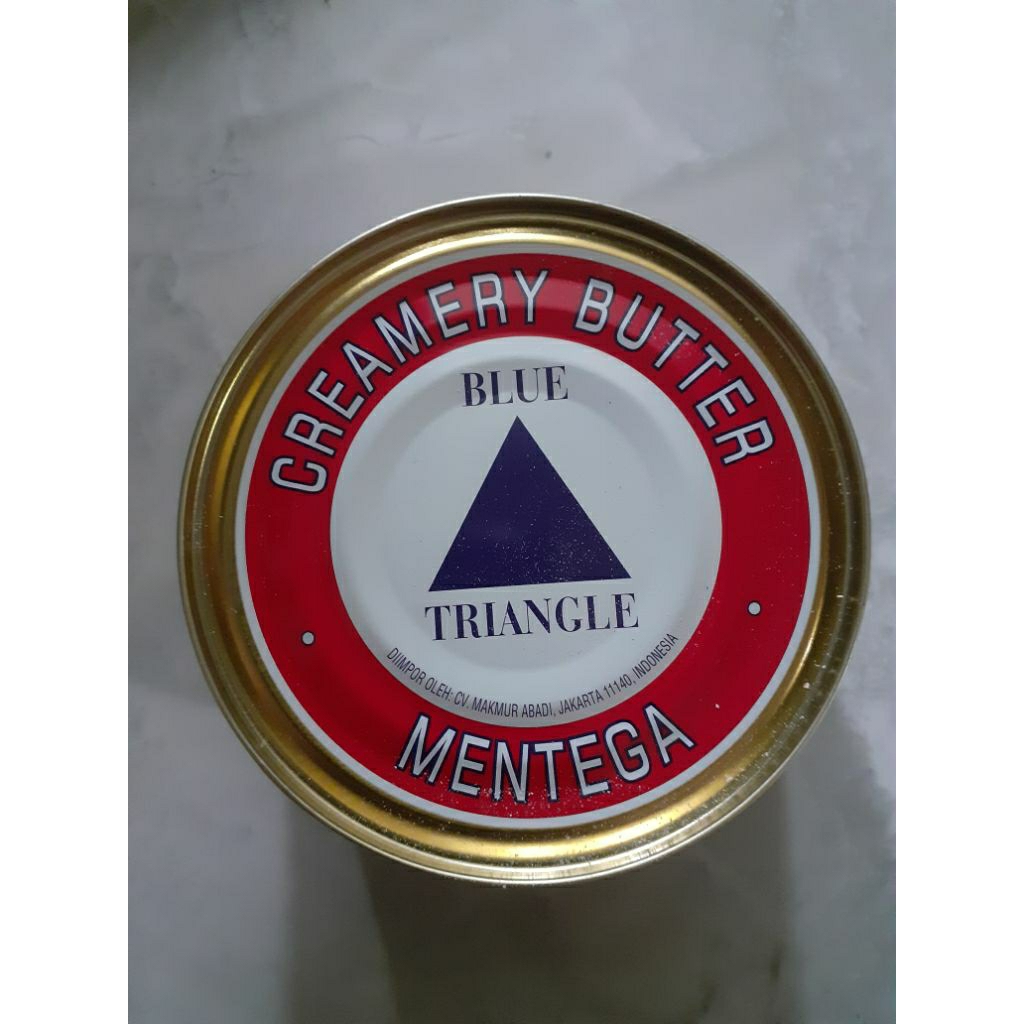 CREAMERY BUTTER
BLUE
TRIANGLE
DIIMPOR OLEH: CV. MAKMUR ABADI, JAKARTA 11140, INDONESIA
MENTEGA